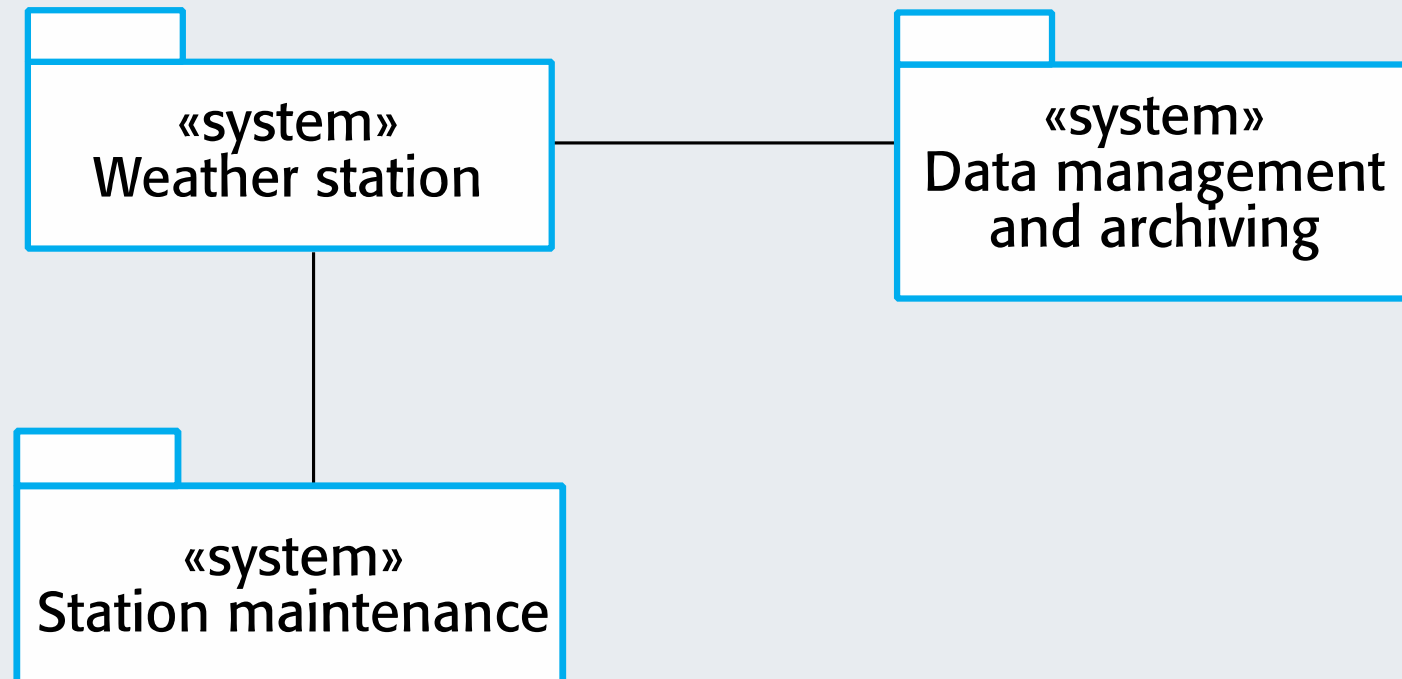 «system»
Weather station
«system»
Data management
and archiving
«system»
Station maintenance